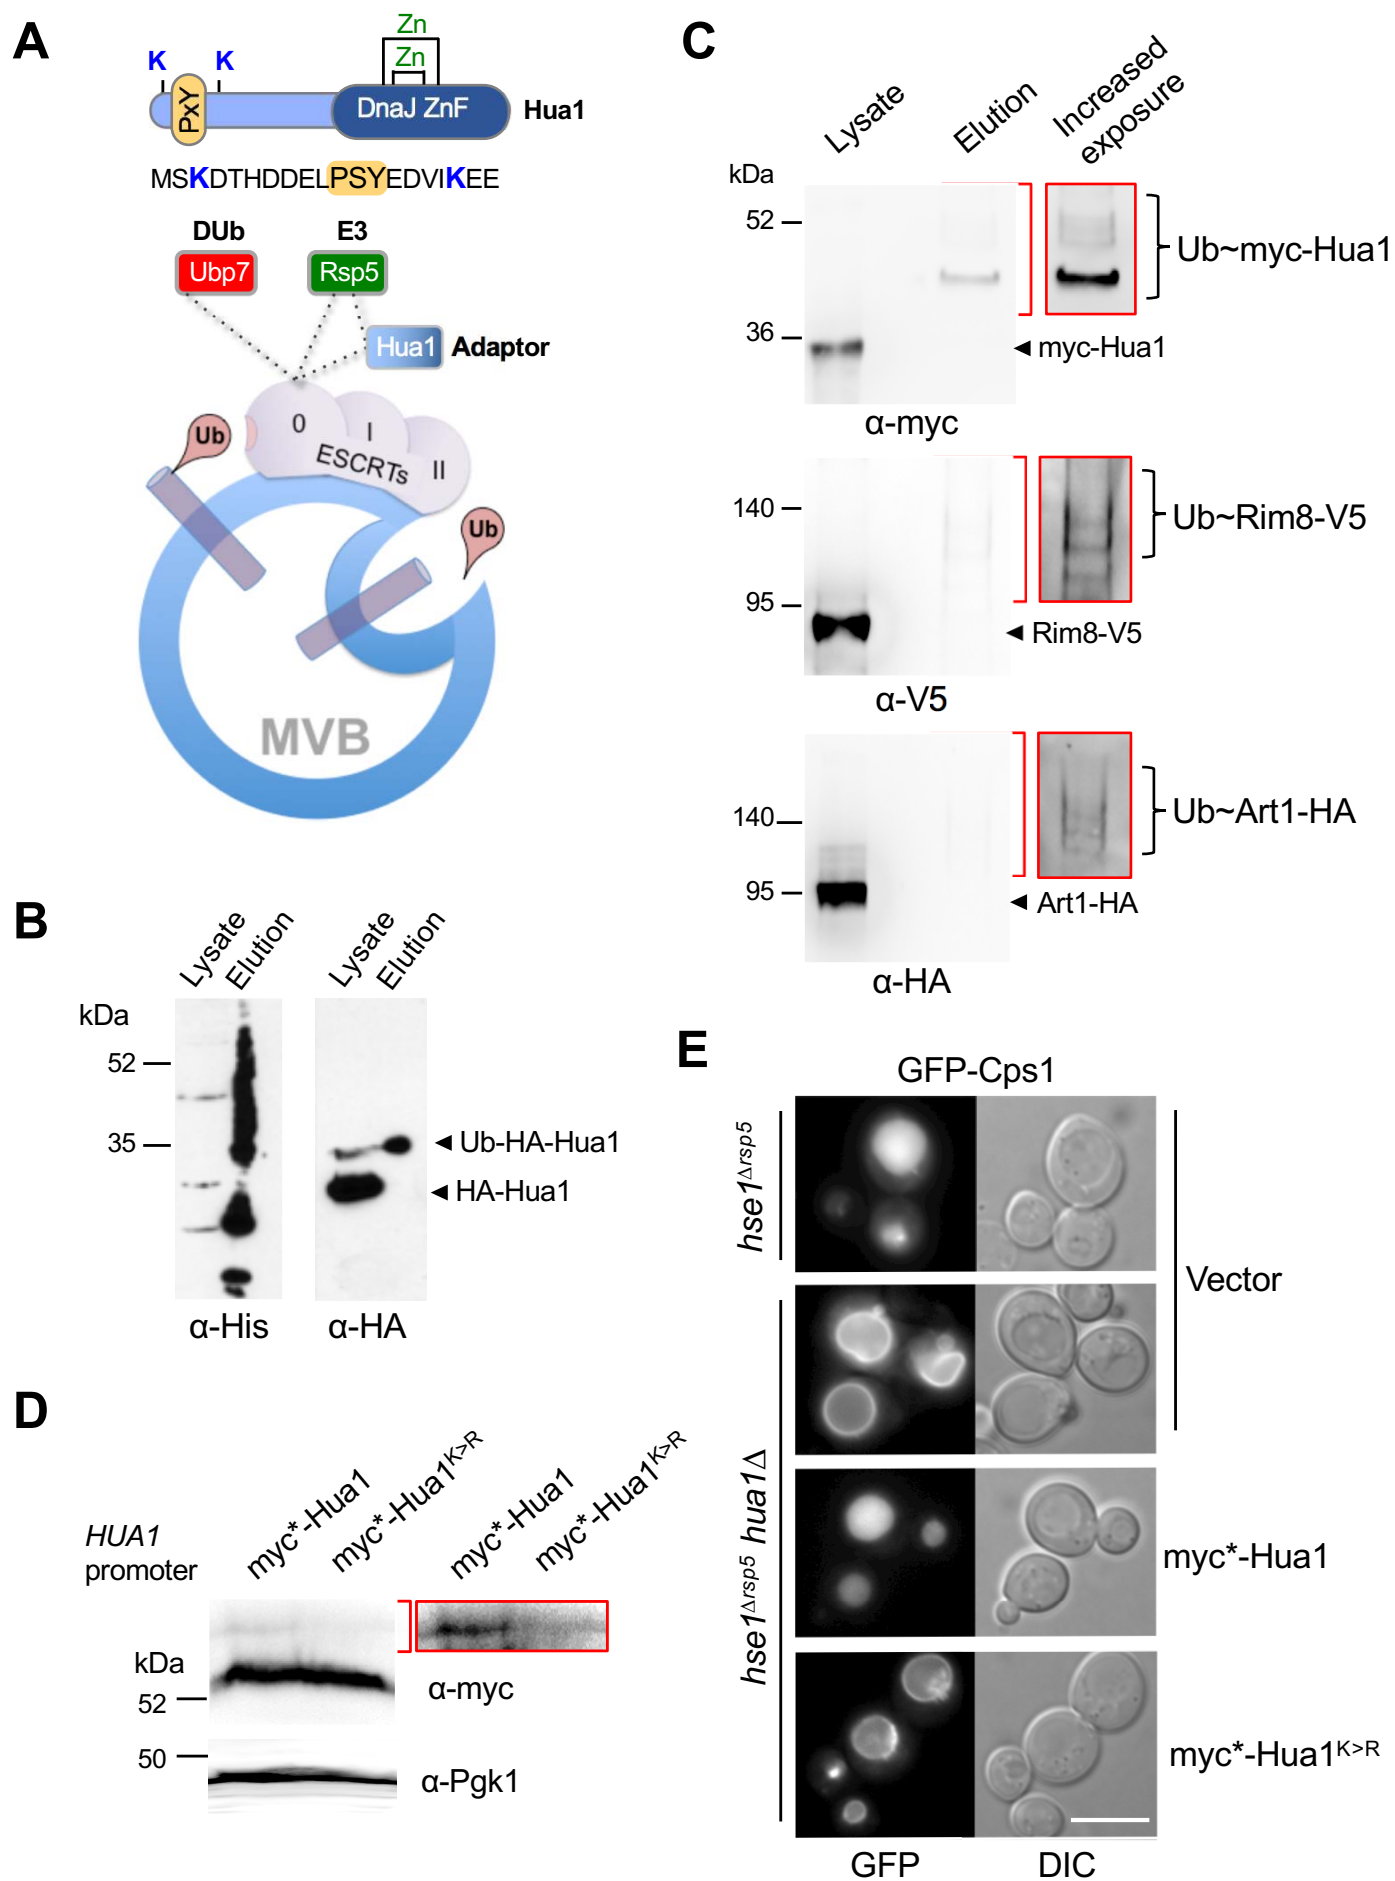 A
Zn
Zn
K
K
PxY
DnaJ ZnF
Hua1
MSKDTHDDELPSYEDVIKEE
DUb
E3
Ubp7
Rsp5
Hua1
Adaptor
Ub
0
I
II
ESCRTs
Ub
MVB
B
Lysate
Elution
Lysate
Elution
kDa
52
35
Ub-HA-Hua1
HA-Hua1
α-His
α-HA
C
Lysate
Elution
Increased
exposure
kDa
52
36
Ub~myc-Hua1
myc-Hua1
α-myc
140
95
Ub~Rim8-V5
Rim8-V5
α-V5
140
95
Ub~Art1-HA
Art1-HA
α-HA
D
HUA1
promoter
myc*-Hua1
myc*-Hua1K>R
myc*-Hua1
myc*-Hua1K>R
kDa
52
50
α-myc
α-Pgk1
E
GFP-Cps1
hse1Δrsp5
hse1Δrsp5 hua1Δ
Vector
myc*-Hua1
myc*-Hua1K>R
GFP
DIC